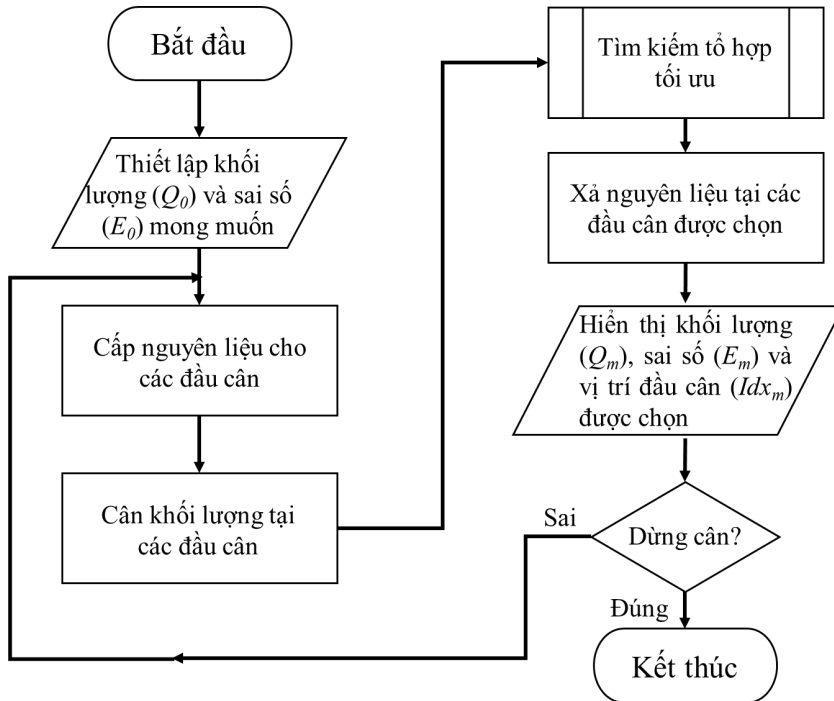 Bắt đầu
Thiết lập khối
lượng (Q₀) và sai số
(E₀) mong muốn
Cấp nguyên liệu cho
các đầu cân
Cân khối lượng tại
các đầu cân
Tìm kiếm tổ hợp
tối ưu
Xả nguyên liệu tại các
đầu cân được chọn
Hiển thị khối lượng
(Qₘ), sai số (Eₘ) và
vị trí đầu cân (Idxₘ)
được chọn
Dừng cân?
Sai
Đúng
Kết thúc